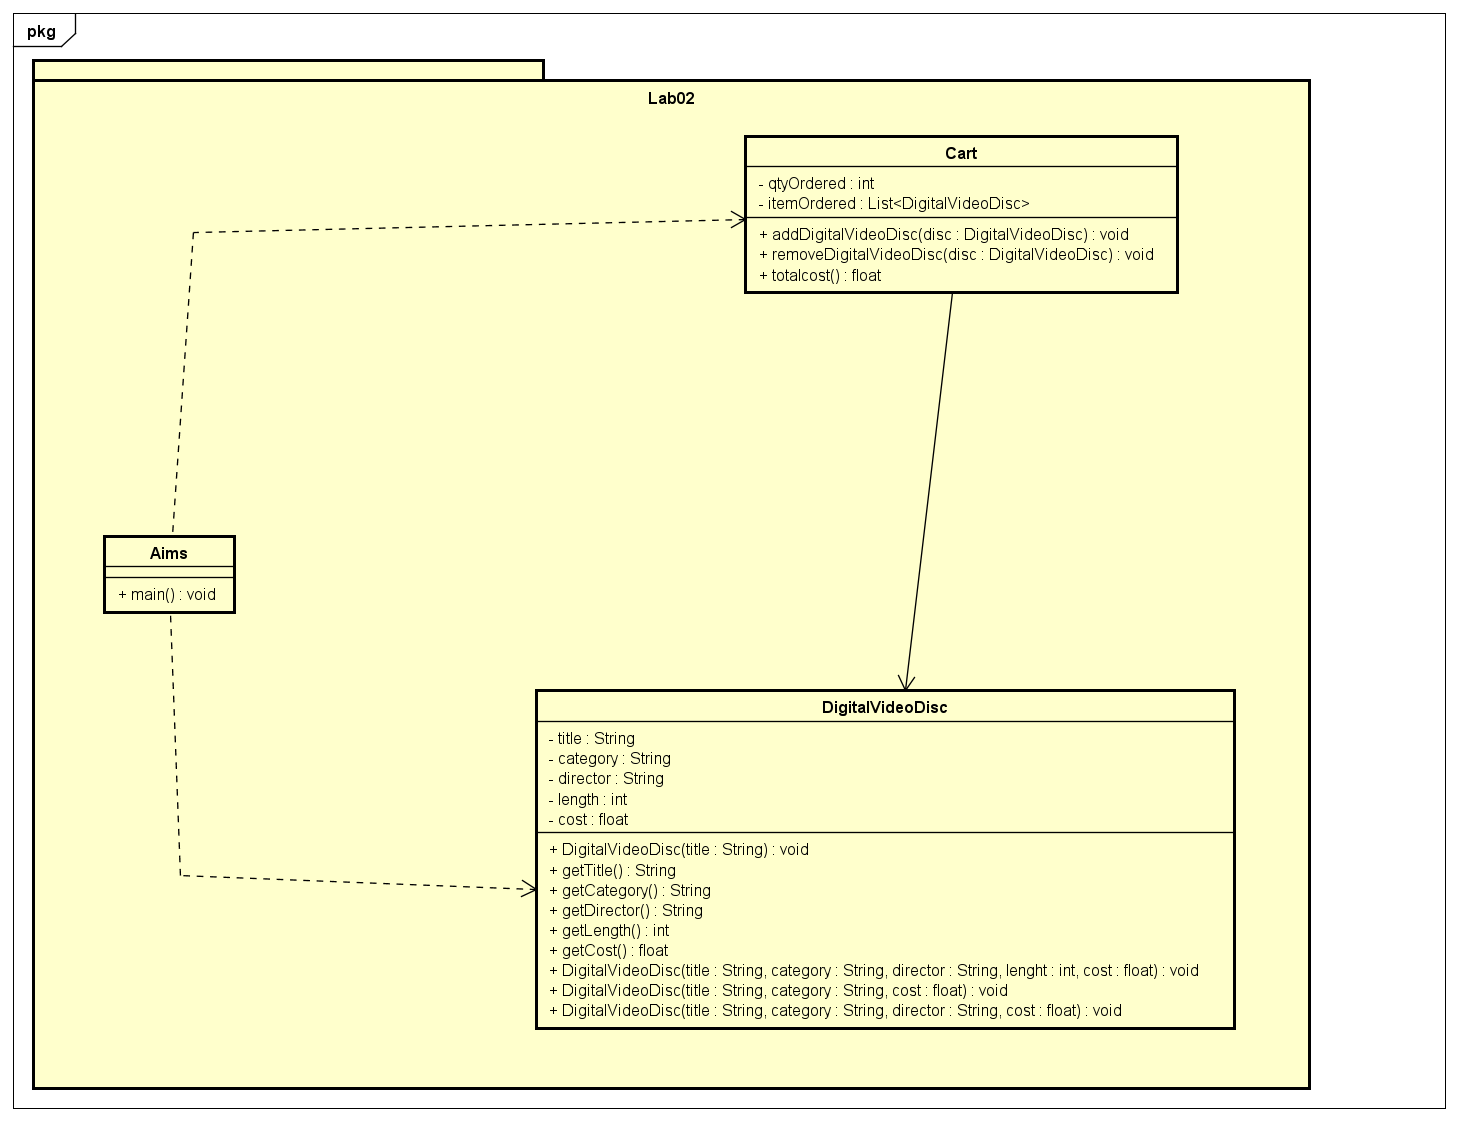 pkg
Lab02
Cart
- qtyOrdered : int
- itemOrdered : List<DigitalVideoDisc>
+ addDigitalVideoDisc(disc : DigitalVideoDisc) : void
+ removeDigitalVideoDisc(disc : DigitalVideoDisc) : void
+ totalcost() : float
Aims
+ main() : void
DigitalVideoDisc
- title : String
- category : String
- director : String
- length : int
- cost : float
+ DigitalVideoDisc(title : String) : void
+ getTitle() : String
+ getCategory() : String
+ getDirector() : String
+ getLength() : int
+ getCost() : float
+ DigitalVideoDisc(title : String, category : String, director : String, lenght : int, cost : float) : void
+ DigitalVideoDisc(title : String, category : String, cost : float) : void
+ DigitalVideoDisc(title : String, category : String, director : String, cost : float) : void